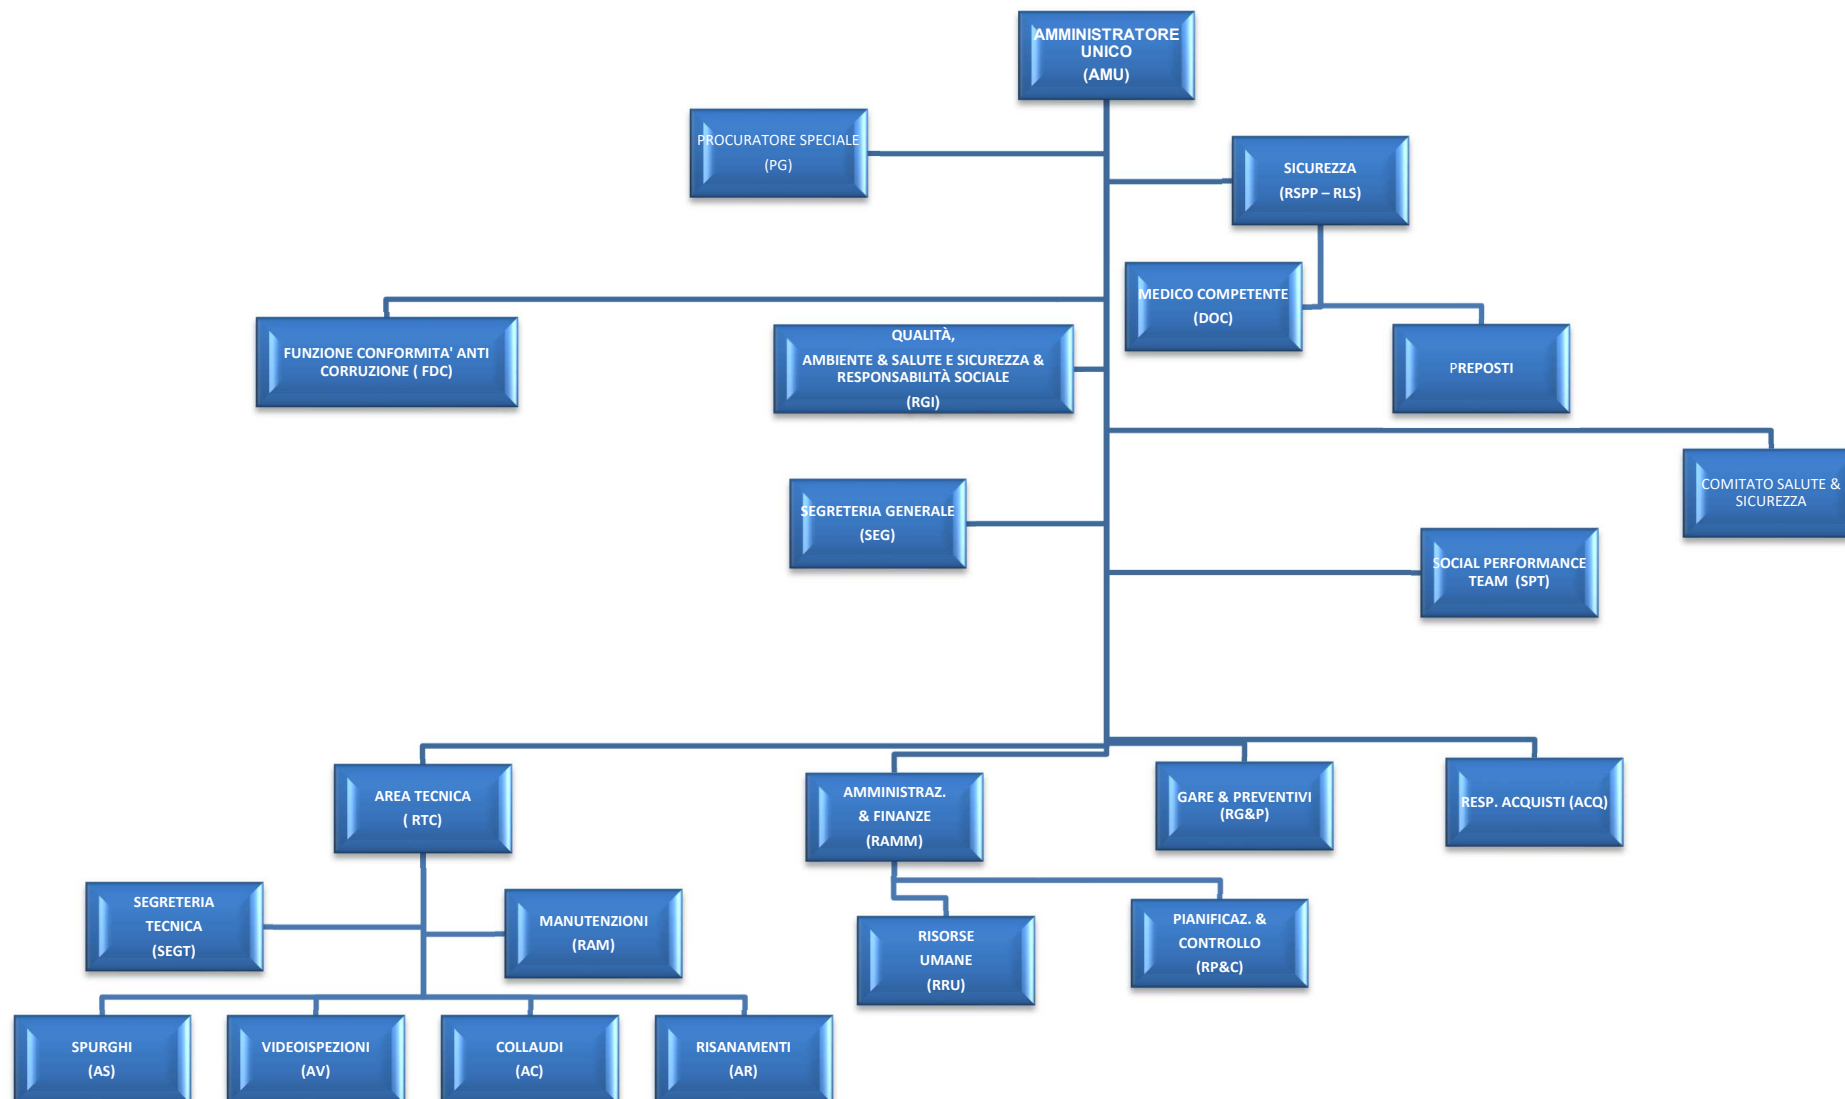 AMMINISTRATORE
UNICO
(AMU)
PROCURATORE SPECIALE
(PG)
SICUREZZA
(RSPP – RLS)
MEDICO COMPETENTE
(DOC)
PREPOSTI
FUNZIONE CONFORMITA' ANTI
CORRUZIONE ( FDC)
QUALITÀ,
AMBIENTE & SALUTE E SICUREZZA &
RESPONSABILITÀ SOCIALE
(RGI)
COMITATO SALUTE &
SICUREZZA
SEGRETERIA GENERALE
(SEG)
SOCIAL PERFORMANCE
TEAM (SPT)
AREA TECNICA
( RTC)
AMMINISTRAZ.
& FINANZE
(RAMM)
GARE & PREVENTIVI
(RG&P)
RESP. ACQUISTI (ACQ)
SEGRETERIA
TECNICA
(SEGT)
MANUTENZIONI
(RAM)
RISORSE
UMANE
(RRU)
PIANIFICAZ. &
CONTROLLO
(RP&C)
SPURGHI
(AS)
VIDEOISPEZIONI
(AV)
COLLAUDI
(AC)
RISANAMENTI
(AR)